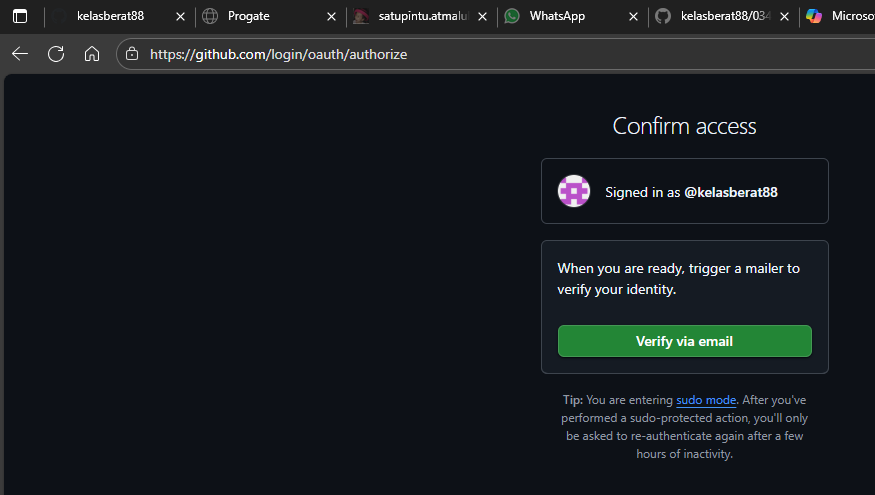 kelasberat88
Progate
satupintu.atmalu
WhatsApp
kelasberat88/034
Microso
https://github.com/login/oauth/authorize
Confirm access
Signed in as @kelasberat88
When you are ready, trigger a mailer to
verify your identity.
Verify via email
Tip: You are entering sudo mode. After you've
performed a sudo-protected action, you'll only
be asked to re-authenticate again after a few
hours of inactivity.